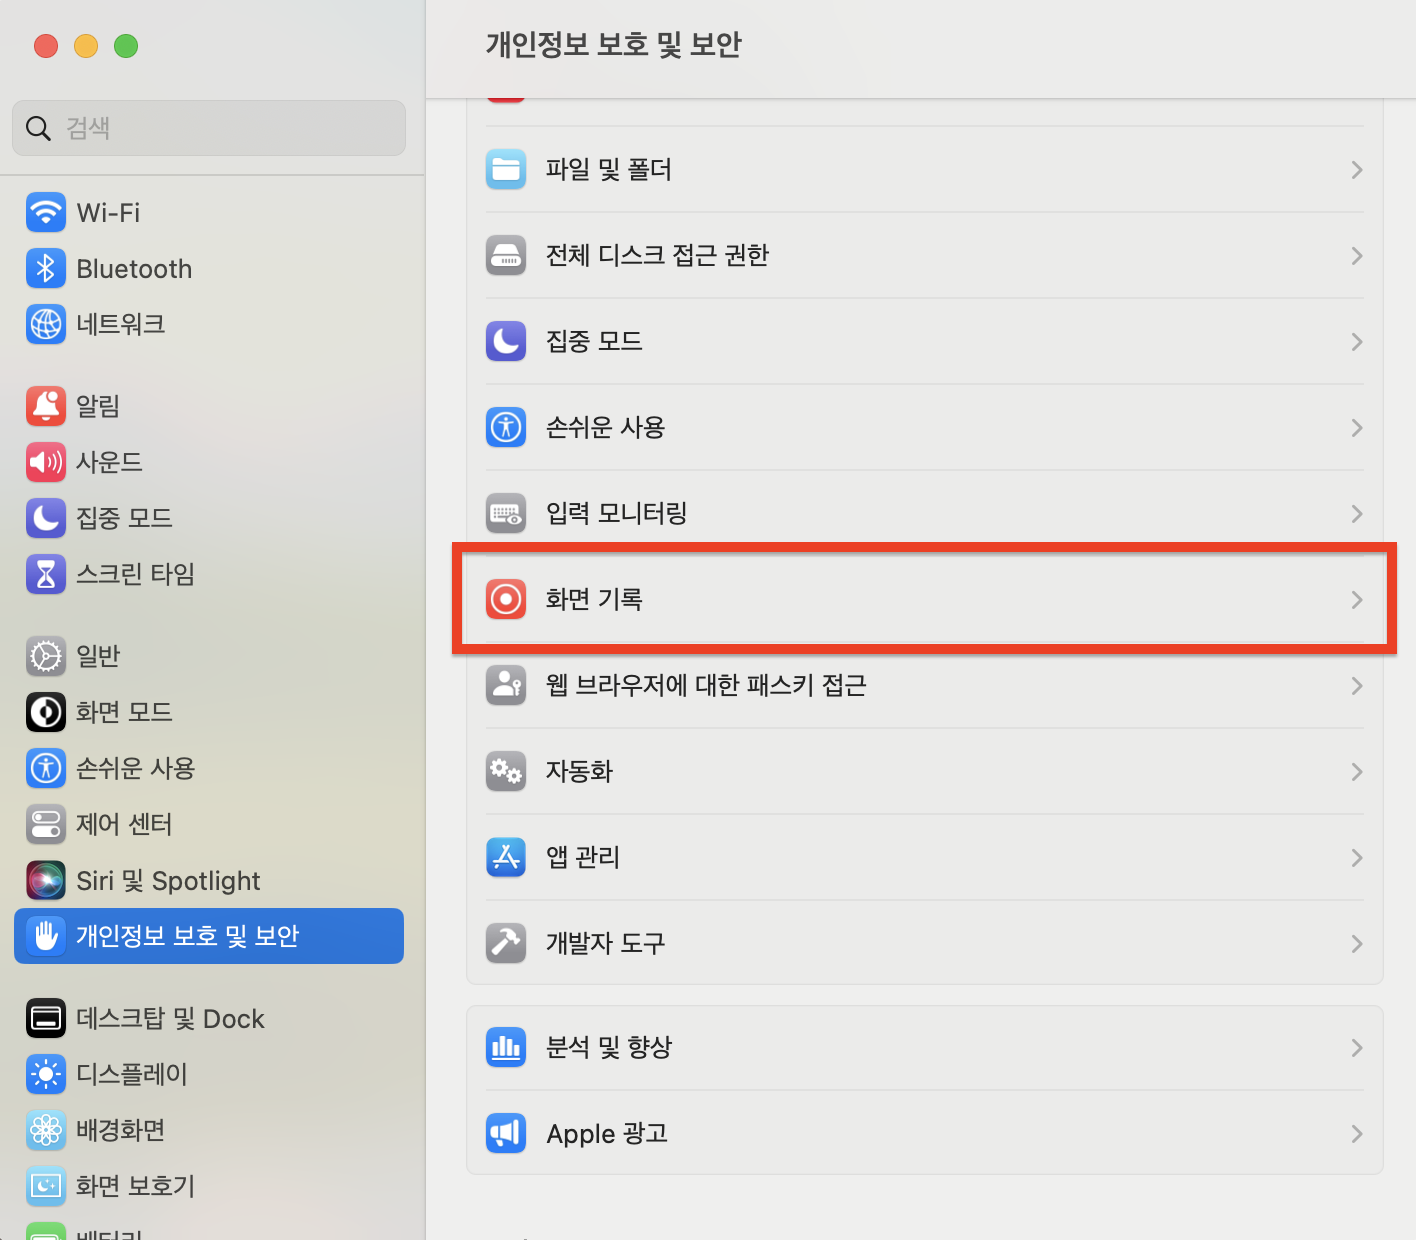 검색
Wi-Fi
Bluetooth
네트워크
알림
사운드
집중 모드
스크린 타임
일반
화면 모드
손쉬운 사용
제어 센터
Siri 및 Spotlight
개인정보 보호 및 보안
데스크탑 및 Dock
디스플레이
배경화면
화면 보호기
배터리
개인정보 보호 및 보안
파일 및 폴더
전체 디스크 접근 권한
집중 모드
손쉬운 사용
입력 모니터링
화면 기록
웹 브라우저에 대한 패스키 접근
자동화
앱 관리
개발자 도구
분석 및 향상
Apple 광고